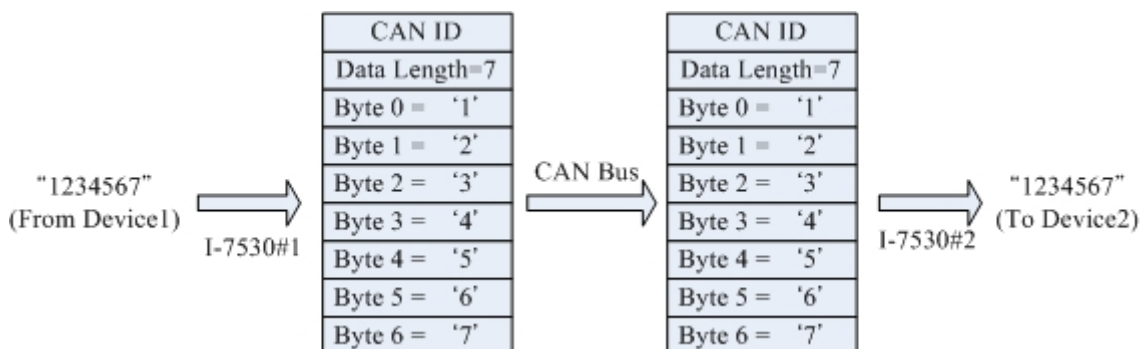 "1234567"
(From Device1)
I-7530#1
CAN ID
Data Length=7
Byte 0 = ‘1’
Byte 1 = ‘2’
Byte 2 = ‘3’
Byte 3 = ‘4’
Byte 4 = ‘5’
Byte 5 = ‘6’
Byte 6 = ‘7’
CAN Bus
CAN ID
Data Length=7
Byte 0 = ‘1’
Byte 1 = ‘2’
Byte 2 = ‘3’
Byte 3 = ‘4’
Byte 4 = ‘5’
Byte 5 = ‘6’
Byte 6 = ‘7’
I-7530#2
"1234567"
(To Device2)